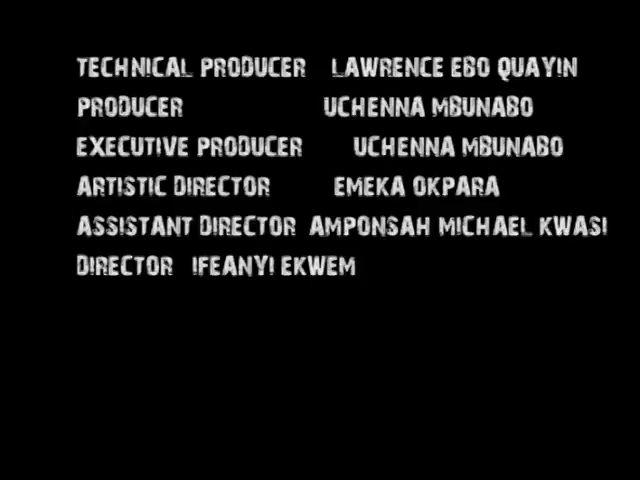 TECHNICAL PRODUCER LAWRENCE EBO QUAYIN
PRODUCER UCHENNA MBUNABO
EXECUTIVE PRODUCER UCHENNA MBUNABO
ARTISTIC DIRECTOR EMEKA OKPARA
ASSISTANT DIRECTOR AMPONSAH MICHAEL KWASI
DIRECTOR IFEANYI EKWEM